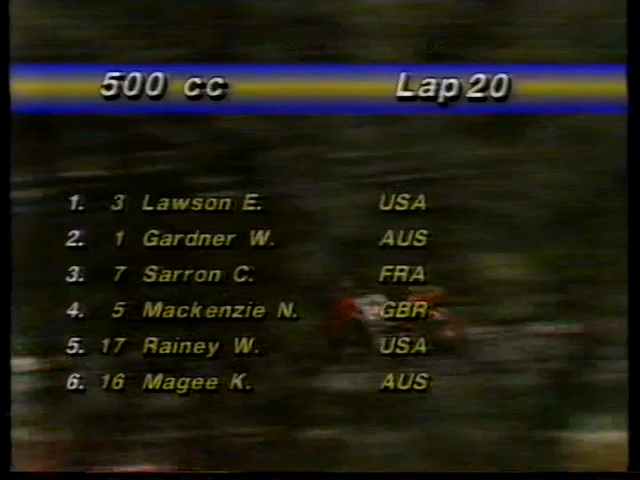 500 cc Lap 20
1. 3 Lawson E. USA
2. 1 Gardner W. AUS
3. 7 Sarron C. FRA
4. 5 Mackenzie N. GBR
5. 17 Rainey W. USA
6. 16 Magee K. AUS